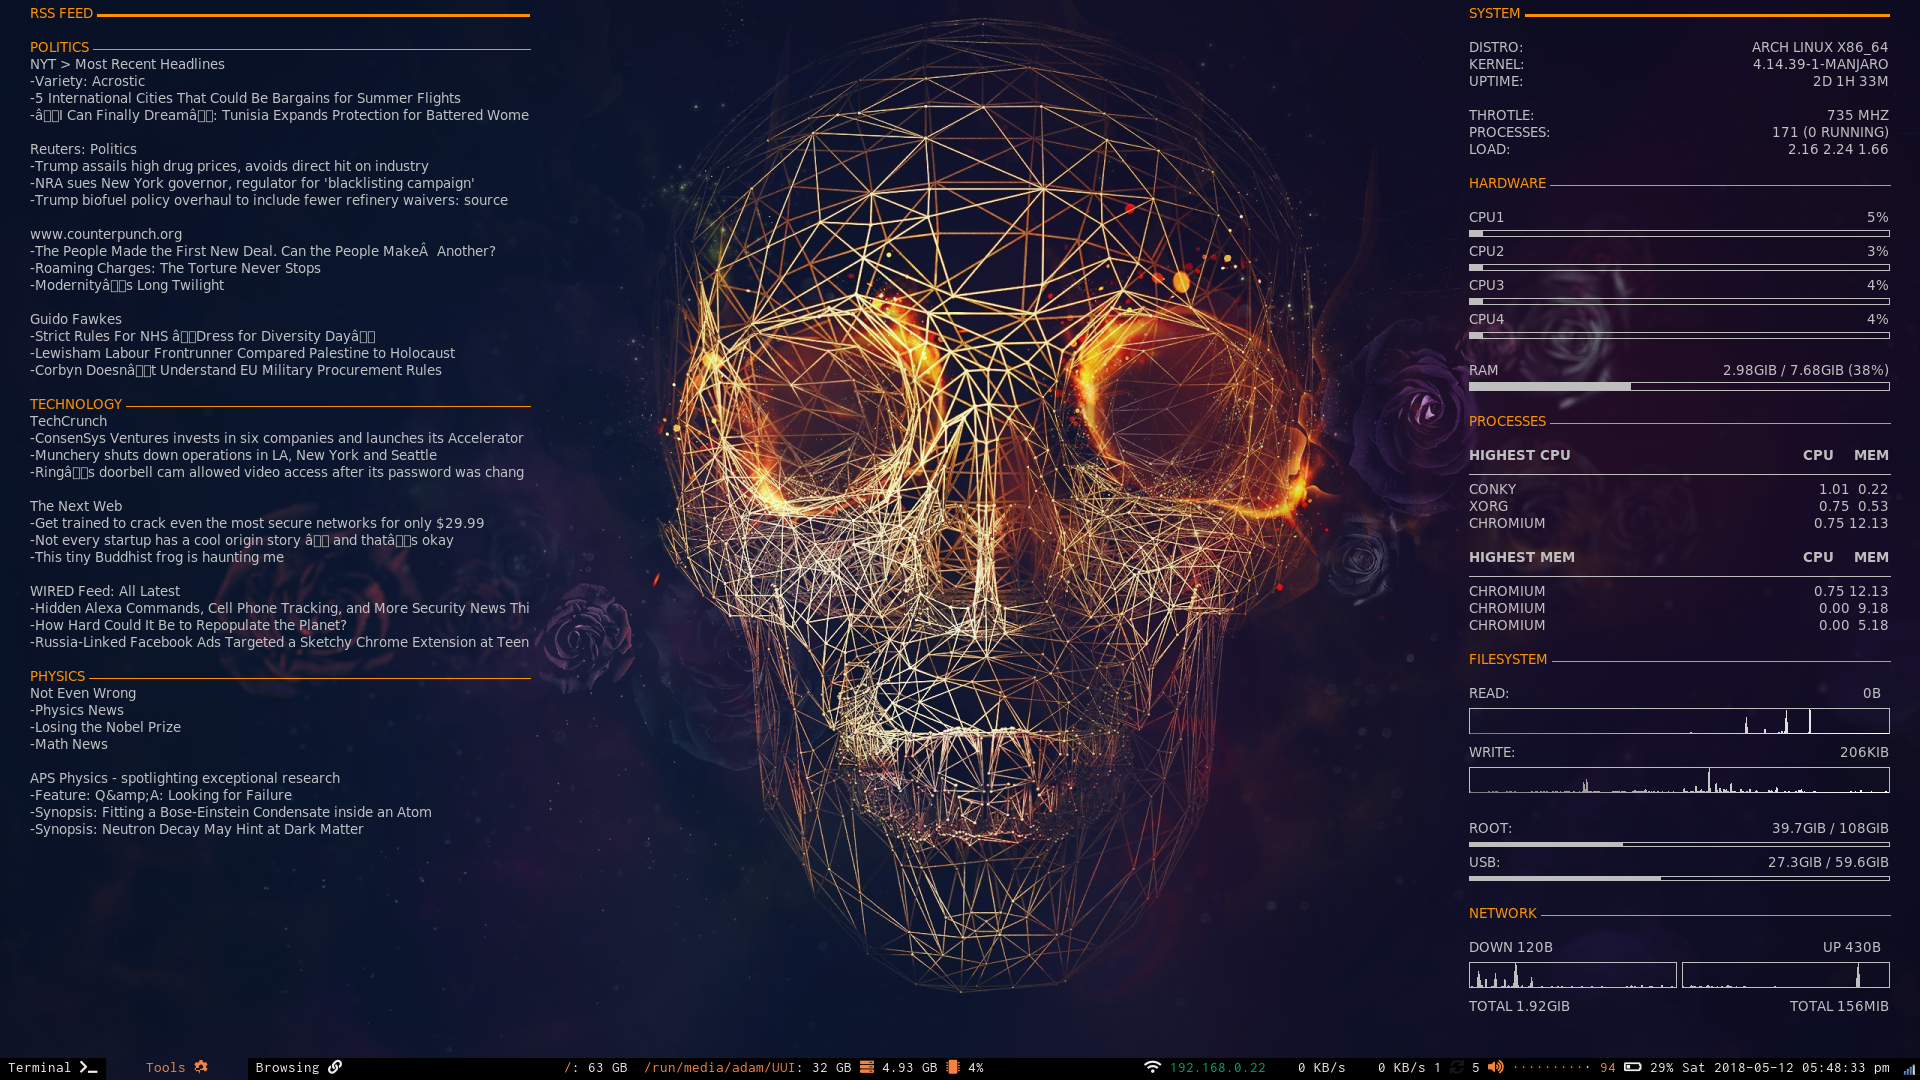 RSS FEED
POLITICS
NYT > Most Recent Headlines
-Variety: Acrostic
-5 International Cities That Could Be Bargains for Summer Flights
-â  I Can Finally Dreamâ  : Tunisia Expands Protection for Battered Wome
Reuters: Politics
-Trump assails high drug prices, avoids direct hit on industry
-NRA sues New York governor, regulator for 'blacklisting campaign'
-Trump biofuel policy overhaul to include fewer refinery waivers: source
www.counterpunch.org
-The People Made the First New Deal. Can the People MakeÂ  Another?
-Roaming Charges: The Torture Never Stops
-Modernityâ  s Long Twilight
Guido Fawkes
-Strict Rules For NHS â  Dress for Diversity Dayâ
-Lewisham Labour Frontrunner Compared Palestine to Holocaust
-Corbyn Doesnâ  t Understand EU Military Procurement Rules
TECHNOLOGY
TechCrunch
-ConsenSys Ventures invests in six companies and launches its Accelerator
-Munchery shuts down operations in LA, New York and Seattle
-Ringâ  s doorbell cam allowed video access after its password was chang
The Next Web
-Get trained to crack even the most secure networks for only $29.99
-Not every startup has a cool origin story â   and thatâ  s okay
-This tiny Buddhist frog is haunting me
WIRED Feed: All Latest
-Hidden Alexa Commands, Cell Phone Tracking, and More Security News Thi
-How Hard Could It Be to Repopulate the Planet?
-Russia-Linked Facebook Ads Targeted a Sketchy Chrome Extension at Teen
PHYSICS
Not Even Wrong
-Physics News
-Losing the Nobel Prize
-Math News
APS Physics - spotlighting exceptional research
-Feature: Q&amp;A: Looking for Failure
-Synopsis: Fitting a Bose-Einstein Condensate inside an Atom
-Synopsis: Neutron Decay May Hint at Dark Matter
SYSTEM
DISTRO: ARCH LINUX X86_64
KERNEL: 4.14.39-1-MANJARO
UPTIME: 2D 1H 33M
THROTLE: 735 MHZ
PROCESSES: 171 (0 RUNNING)
LOAD: 2.16 2.24 1.66
HARDWARE
CPU1 5%
CPU2 3%
CPU3 4%
CPU4 4%
RAM 2.98GIB / 7.68GIB (38%)
PROCESSES
HIGHEST CPU CPU MEM
CONKY 1.01 0.22
XORG 0.75 0.53
CHROMIUM 0.75 12.13
HIGHEST MEM CPU MEM
CHROMIUM 0.75 12.13
CHROMIUM 0.00 9.18
CHROMIUM 0.00 5.18
FILESYSTEM
READ: 0B
WRITE: 206KIB
ROOT: 39.7GIB / 108GIB
USB: 27.3GIB / 59.6GIB
NETWORK
DOWN 120B UP 430B
TOTAL 1.92GIB TOTAL 156MIB
Terminal Tools Browsing /: 63 GB /run/media/adam/UUI: 32 GB 4.93 GB 4% 192.168.0.22 0 KB/s 0 KB/s 1 5 ·········· 94 29% Sat 2018-05-12 05:48:33 pm